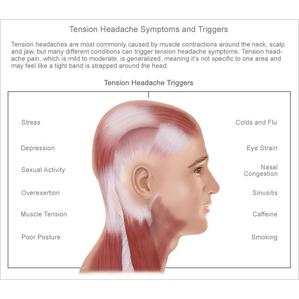 Tension Headache Symptoms and Triggers
Tension headaches are most commonly caused by muscle contractions around the neck, scalp
and jaw, but many different conditions can trigger tension headache symptoms. Tension head-
ache pain, which is mild to moderate, is generalized, meaning it's not specific to one area and
may feel like a tight band is strapped around the head.
Tension Headache Triggers
Stress
Colds and Flu
Depression
Eye Strain
Sexual Activity
Nasal
Congestion
Overexertion
Sinusitis
Muscle Tension
Caffeine
Poor Posture
Smoking